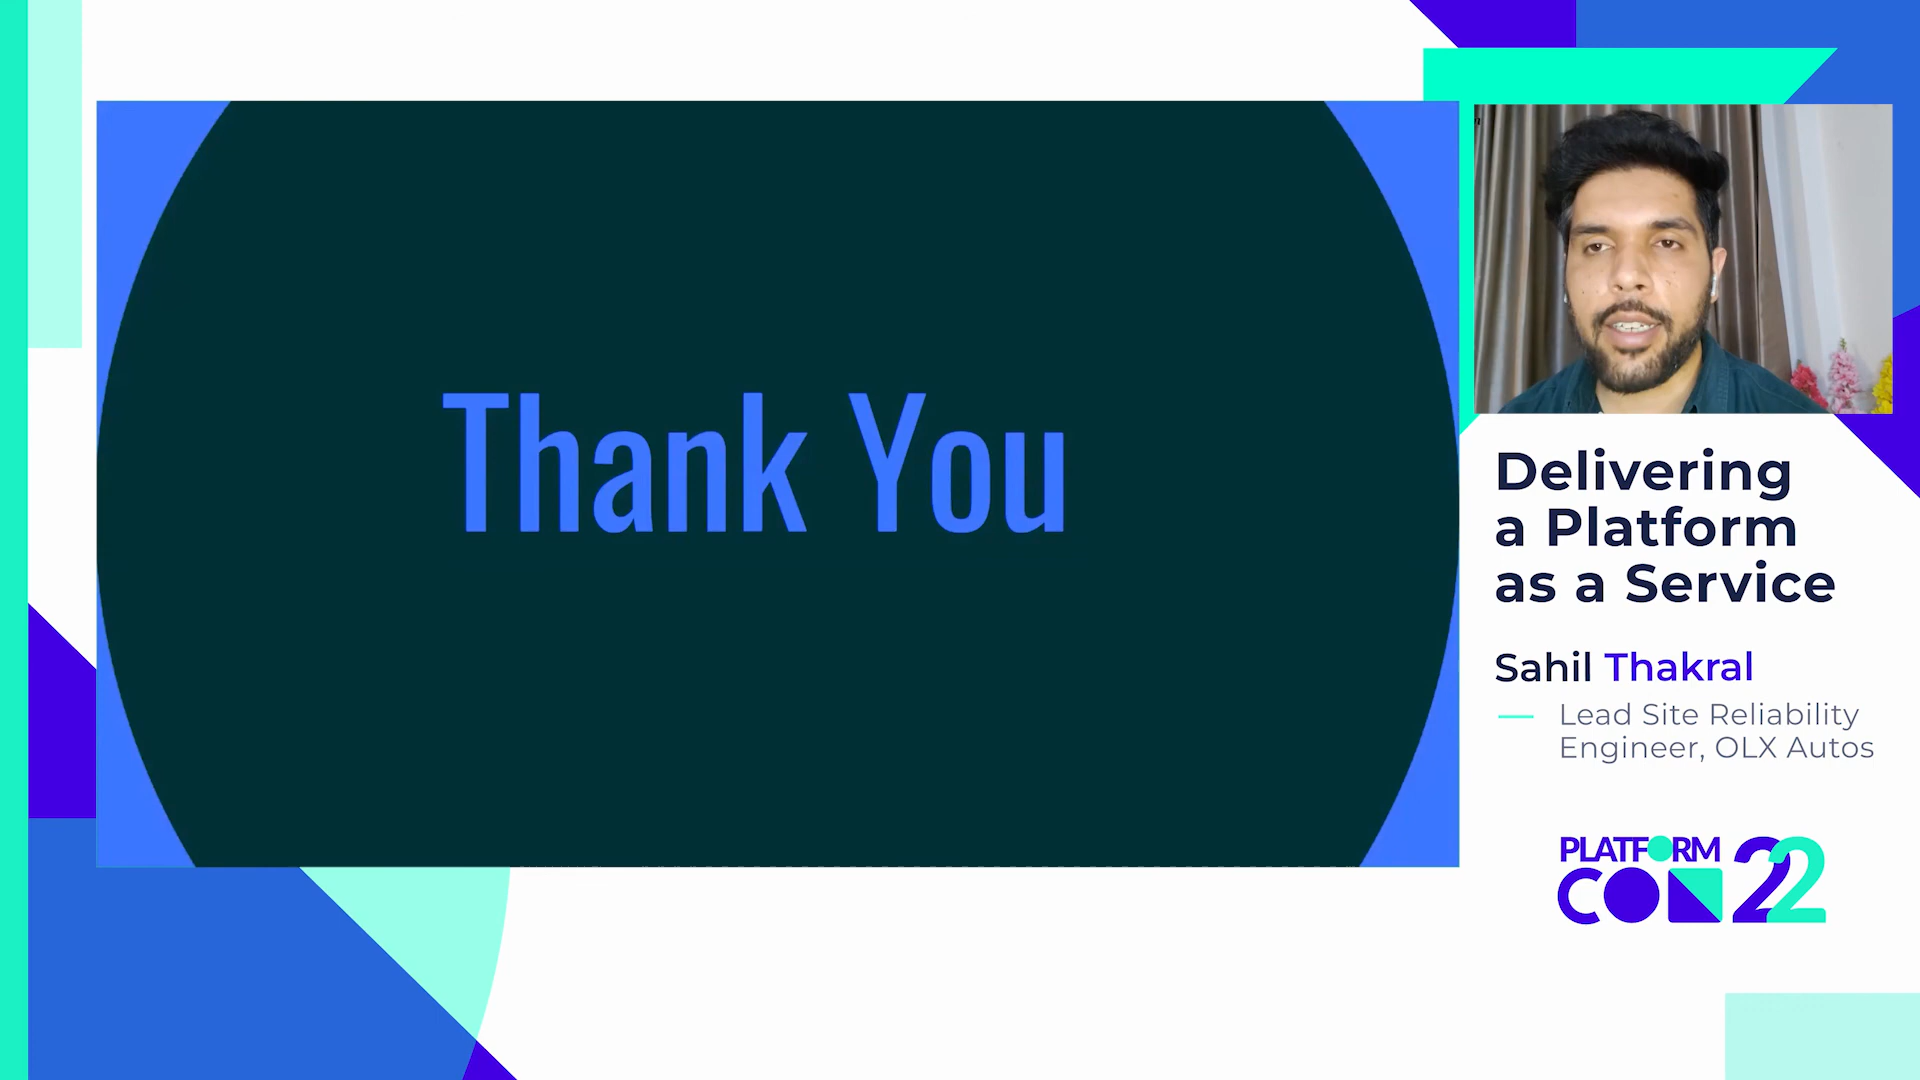 Thank You
Delivering
a Platform
as a Service
Sahil Thakral
Lead Site Reliability
Engineer, OLX Autos
PLATFORM
CON 22